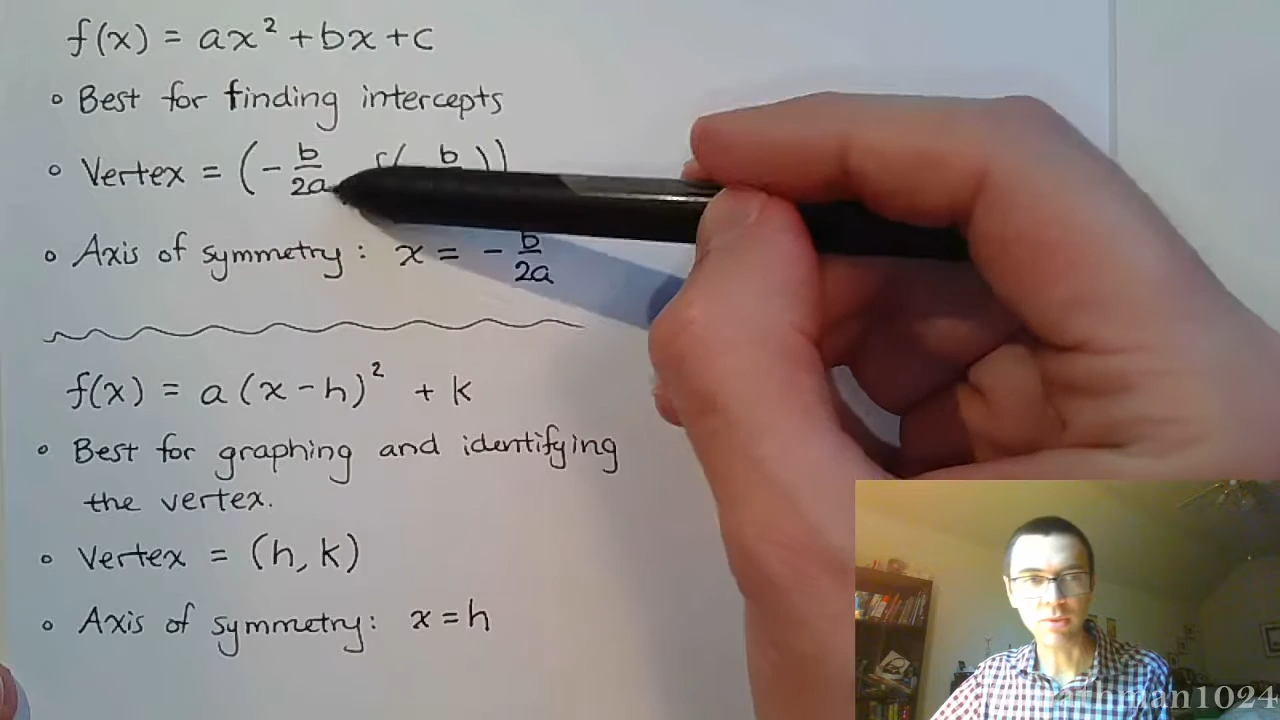 f(x) = ax² + bx + c
◦ Best for finding intercepts
◦ Vertex = (- b/2a f(- b/2a))
◦ Axis of symmetry: x = - b/2a
f(x) = a(x-h)² + k
◦ Best for graphing and identifying
the vertex.
◦ Vertex = (h, k)
◦ Axis of symmetry: x = h